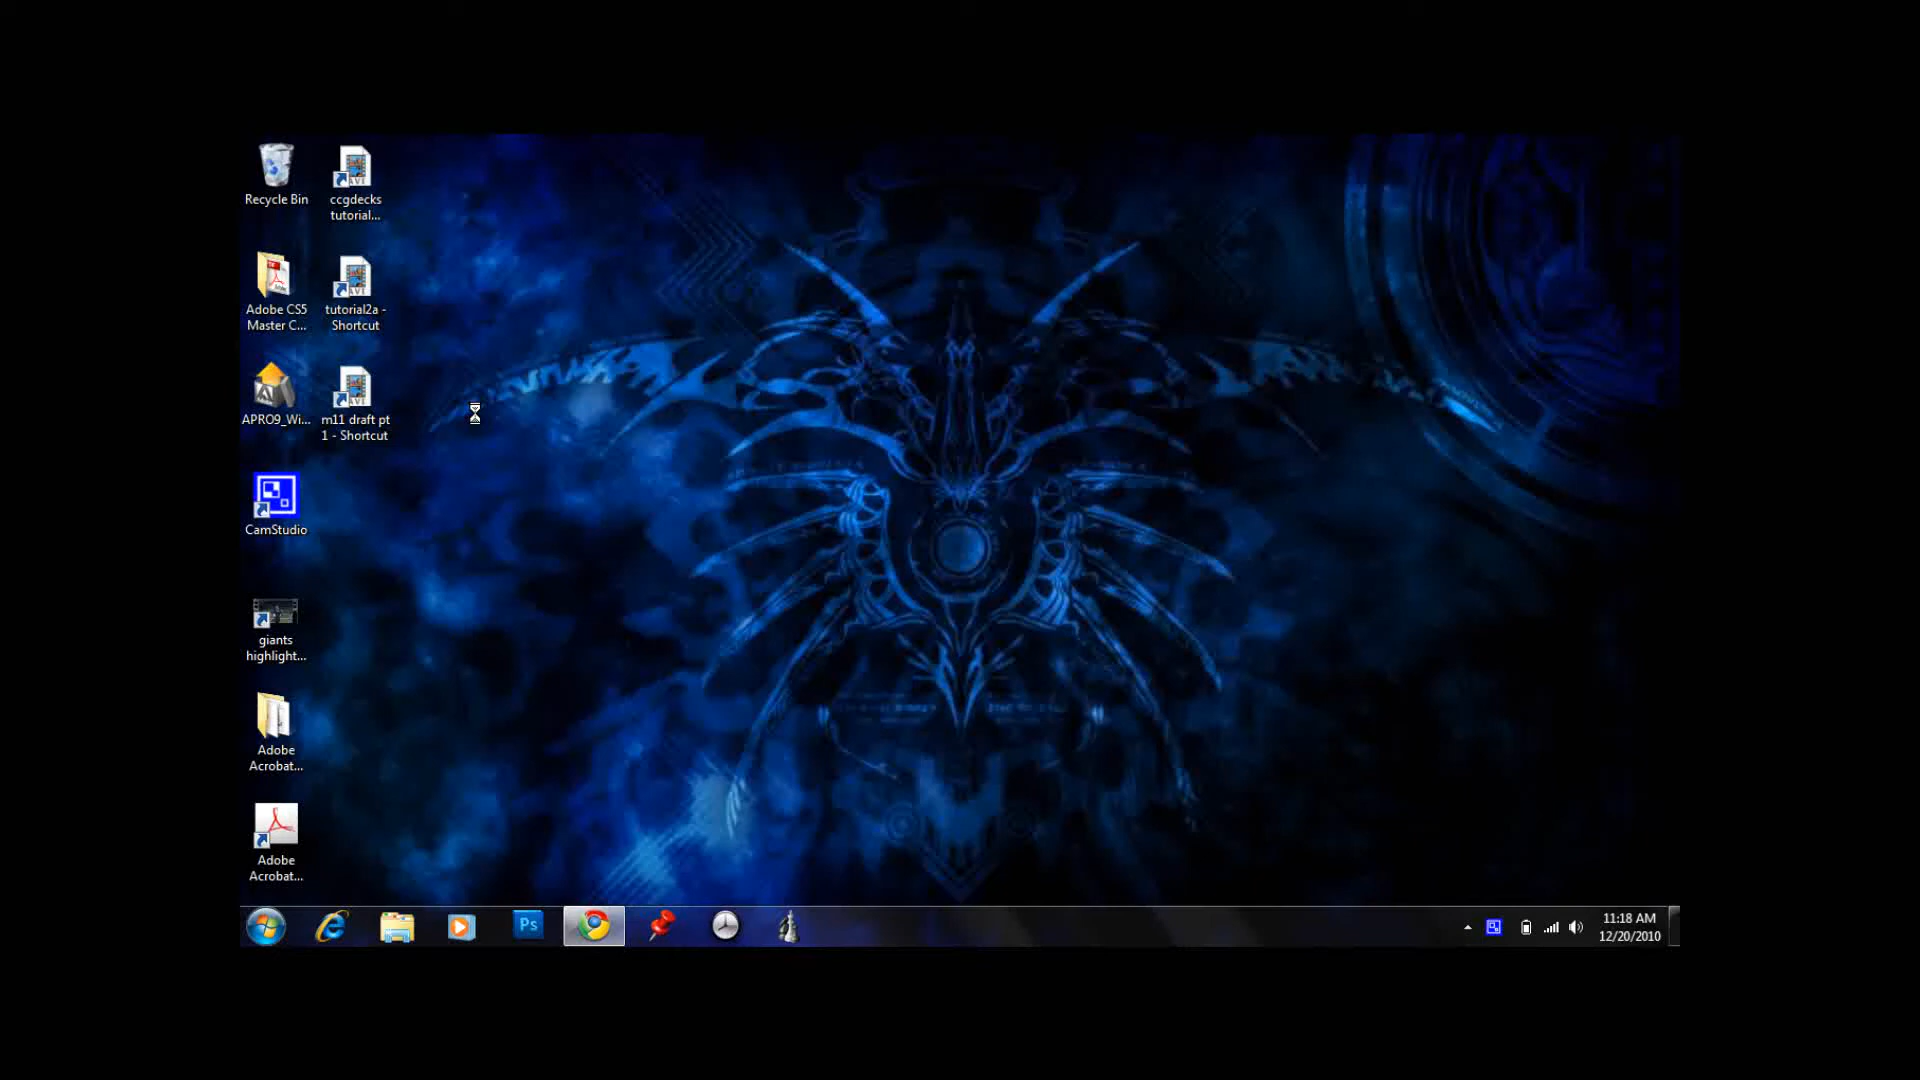 Recycle Bin
ccgdecks
tutorial...
Adobe CS5
Master C...
tutorial2a -
Shortcut
APRO9_Wi...
m11 draft pt
1 - Shortcut
CamStudio
giants
highlight...
Adobe
Acrobat...
Adobe
Acrobat...
Ps
11:18 AM
12/20/2010